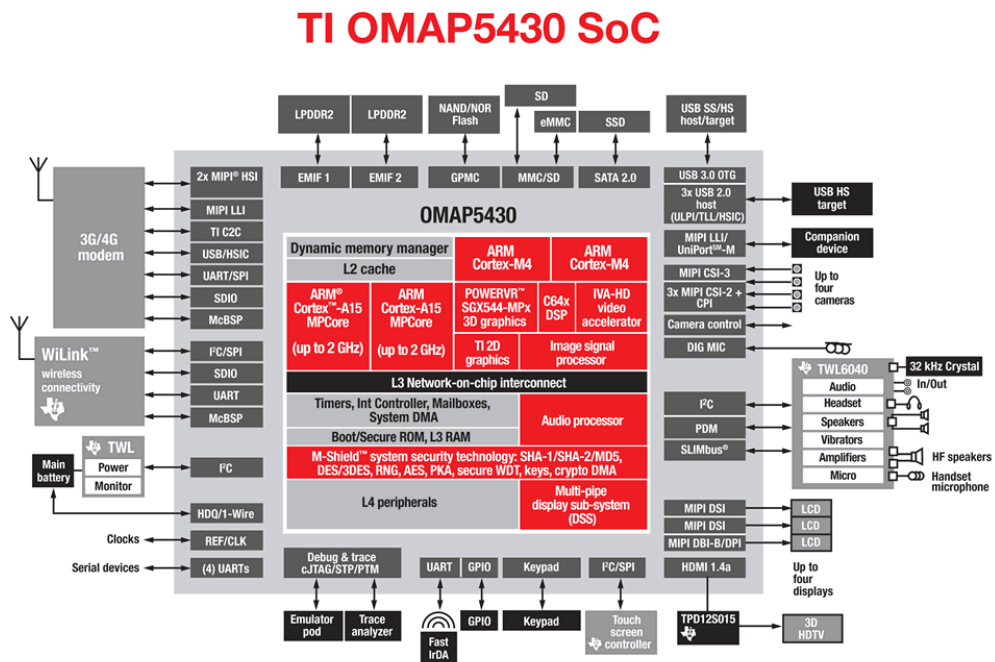 TI OMAP5430 SoC
LPDDR2
LPDDR2
NAND/NOR
Flash
SD
eMMC
SSD
USB SS/HS
host/target
EMIF 1
EMIF 2
GPMC
MMC/SD
SATA 2.0
USB 3.0 OTG
3x USB 2.0
host
(ULPI/TLL/HSIC)
USB HS
target
MIPI LLI/
UniPort℠-M
Companion
device
MIPI CSI-3
3x MIPI CSI-2 +
CPI
Up to
four
cameras
Camera control
DIG MIC
3G/4G
modem
2x MIPI® HSI
MIPI LLI
TI C2C
USB/HSIC
UART/SPI
SDIO
McBSP
WiLink™
wireless
connectivity
I²C/SPI
SDIO
UART
McBSP
TWL
Power
Monitor
Main
battery
I²C
HDQ/1-Wire
Clocks
REF/CLK
Serial devices
(4) UARTs
OMAP5430
Dynamic memory manager
L2 cache
ARM
Cortex-M4
ARM
Cortex-M4
ARM®
Cortex™-A15
MPCore
(up to 2 GHz)
ARM
Cortex-A15
MPCore
(up to 2 GHz)
POWERVR™
SGX544-MPx
3D graphics
C64x
DSP
IVA-HD
video
accelerator
TI 2D
graphics
Image signal
processor
L3 Network-on-chip interconnect
Timers, Int Controller, Mailboxes,
System DMA
Boot/Secure ROM, L3 RAM
Audio processor
M-Shield™ system security technology: SHA-1/SHA-2/MD5,
DES/3DES, RNG, AES, PKA, secure WDT, keys, crypto DMA
L4 peripherals
Multi-pipe
display sub-system
(DSS)
I²C
PDM
SLIMbus®
TWL6040
Audio
Headset
Speakers
Vibrators
Amplifiers
Micro
32 kHz Crystal
In/Out
HF speakers
Handset
microphone
MIPI DSI
MIPI DSI
MIPI DBI-B/DPI
LCD
LCD
LCD
Up to
four
displays
HDMI 1.4a
TPD12S015
3D
HDTV
Debug & trace
cJTAG/STP/PTM
UART
GPIO
Keypad
I²C/SPI
Emulator
pod
Trace
analyzer
Fast
IrDA
GPIO
Keypad
Touch
screen
controller